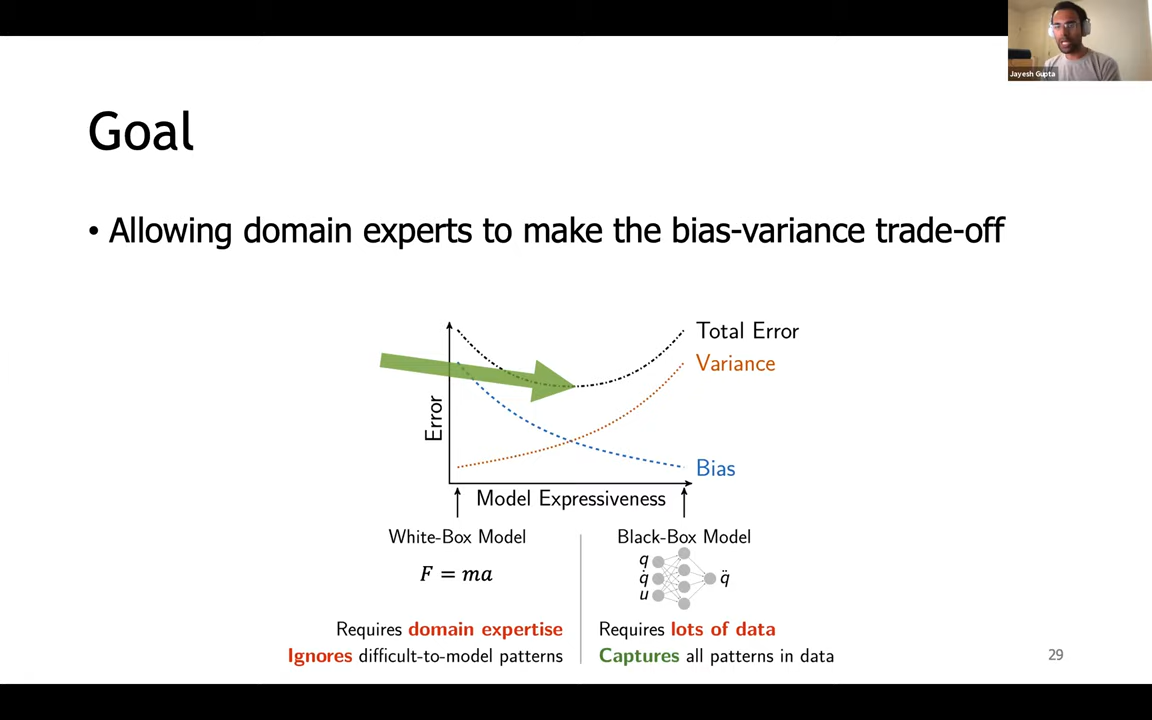 Jayesh Gupta
Goal
• Allowing domain experts to make the bias-variance trade-off
Total Error
Variance
Error
Bias
Model Expressiveness
White-Box Model
F = ma
Requires domain expertise
Ignores difficult-to-model patterns
Black-Box Model
q
q̇
u
q̈
Requires lots of data
Captures all patterns in data
29